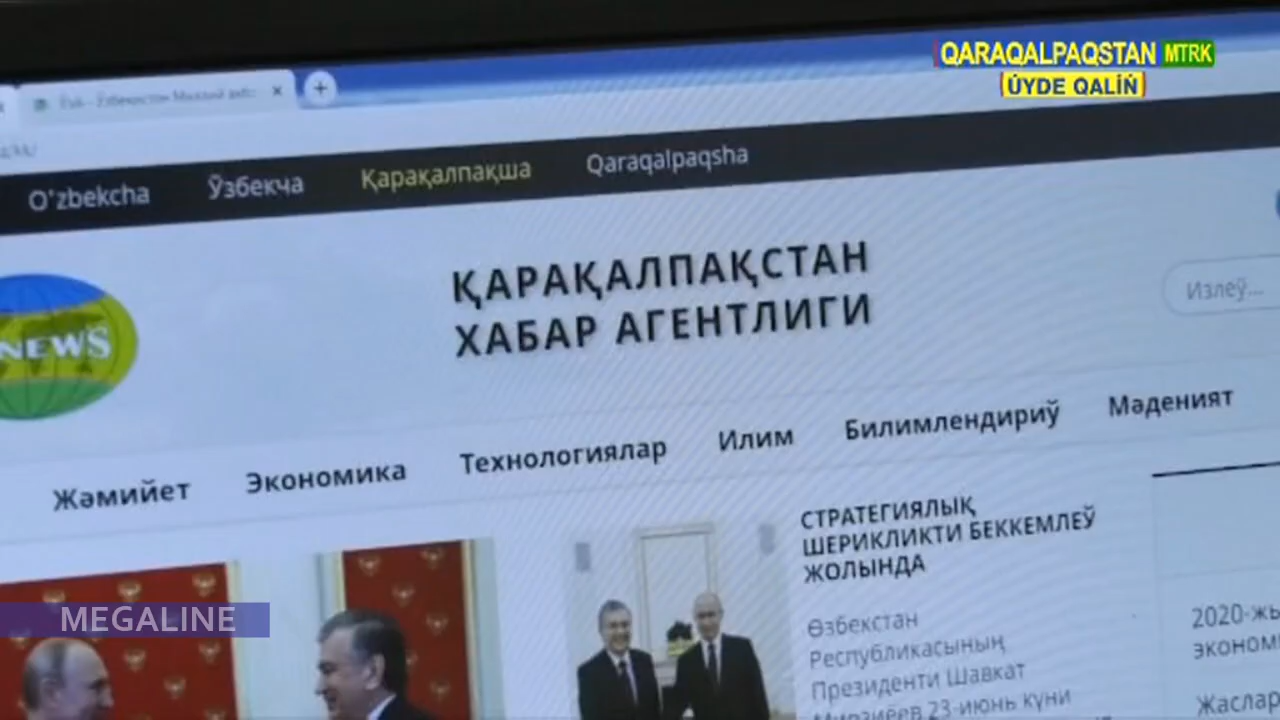 QARAQALPAQSTAN MTRK
ÚYDE QALÍŃ
O'zbekcha Ўзбекча Қарақалпақша Qaraqalpaqsha
ҚАРАҚАЛПАҚСТАН
ХАБАР АГЕНТЛИГИ
Излеў...
NEWS
Жәмийет Экономика Технологиялар Илим Билимлендириў Мәденият
СТРАТЕГИЯЛЫҚ
ШЕРИКЛИКТИ БЕККЕМЛЕЎ
ЖОЛЫНДА
Өзбекстан
Республикасының
Президенти Шавкат
Мирзиёев 23-июнь күни
2020-жы
эконом
Жаслар
MEGALINE